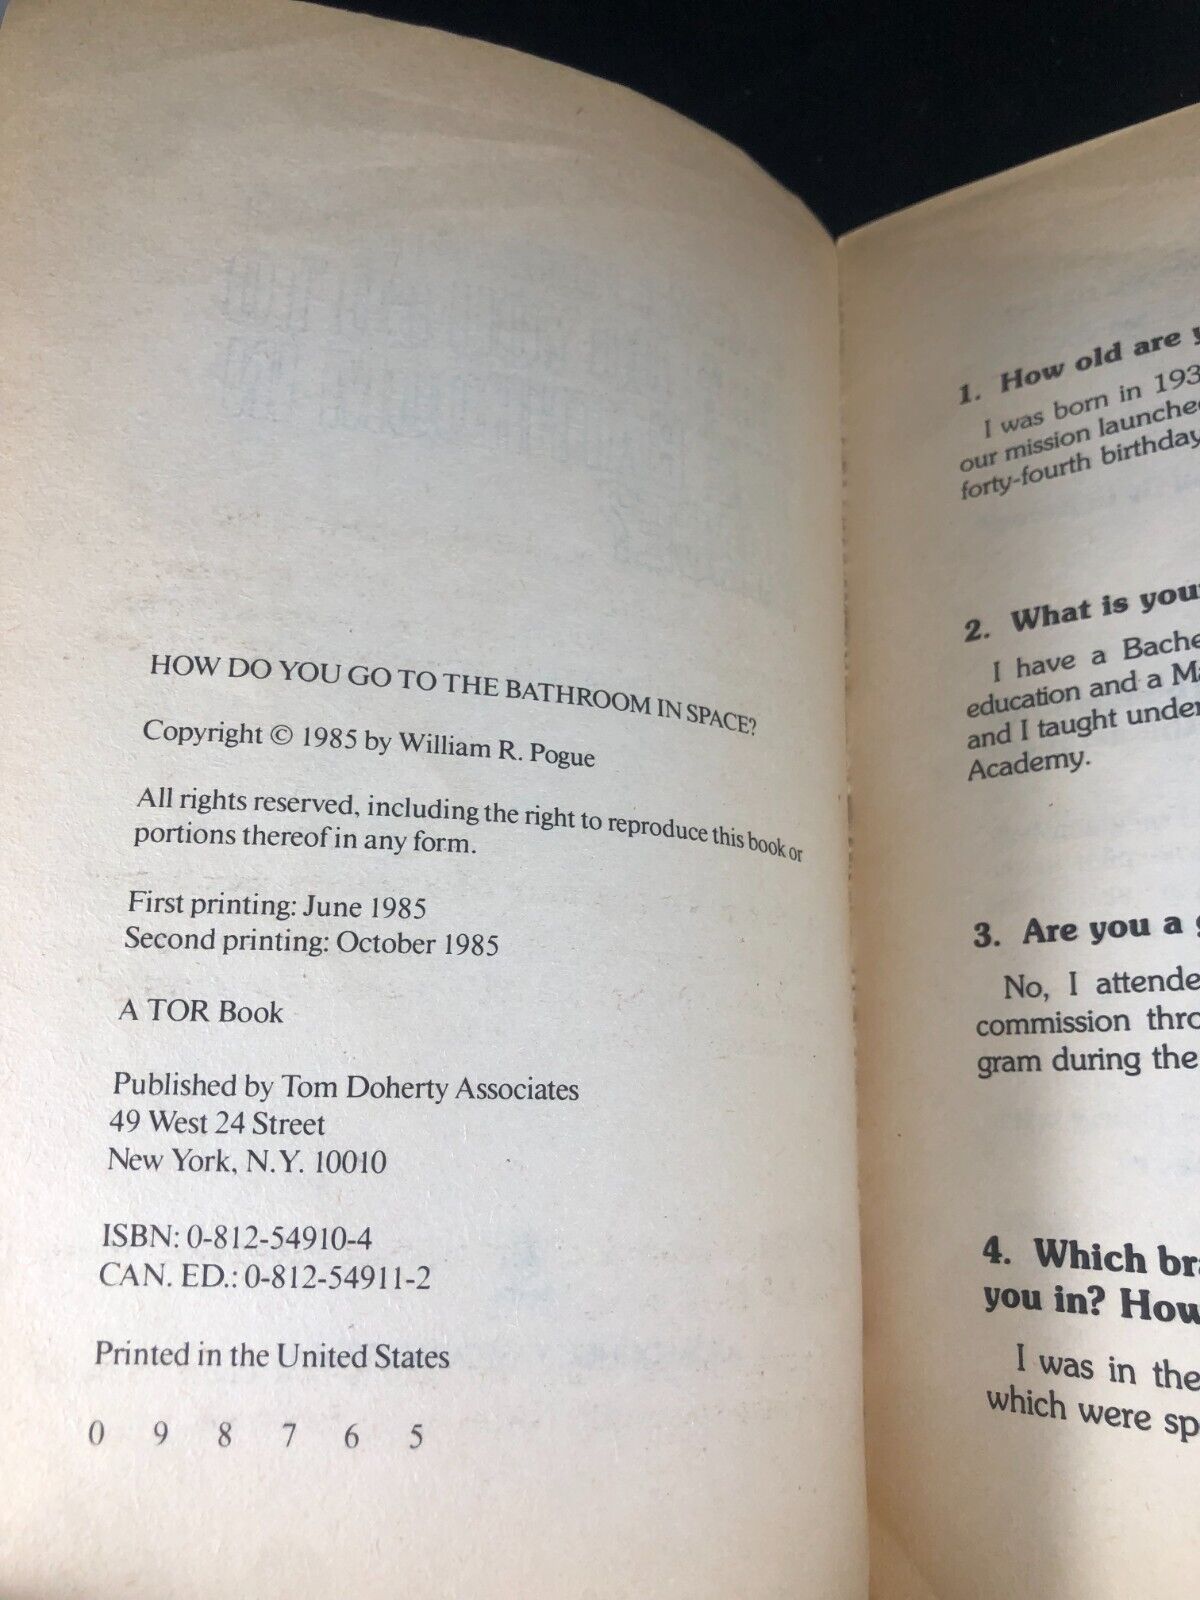 HOW DO YOU GO TO THE BATHROOM IN SPACE?
Copyright © 1985 by William R. Pogue
All rights reserved, including the right to reproduce this book or
portions thereof in any form.
First printing: June 1985
Second printing: October 1985
A TOR Book
Published by Tom Doherty Associates
49 West 24 Street
New York, N.Y. 10010
ISBN: 0-812-54910-4
CAN. ED.: 0-812-54911-2
Printed in the United States
0 9 8 7 6 5
1. How old are
I was born in 193
our mission launche
forty-fourth birthday
2. What is your
I have a Bache
education and a Ma
and I taught under
Academy.
3. Are you a
No, I attende
commission thro
gram during the
4. Which bra
you in? How
I was in the
which were sp